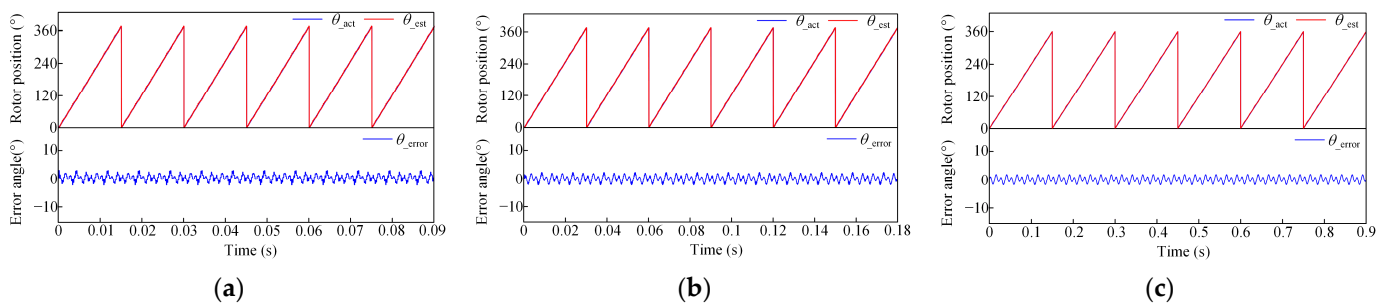 θ_act θ_est
Rotor position (°)
360
240
120
0
θ_error
Error angle(°)
10
0
−10
0 0.01 0.02 0.03 0.04 0.05 0.06 0.07 0.08 0.09
Time (s)
(a)
θ_act θ_est
Rotor position (°)
360
240
120
0
θ_error
Error angle(°)
10
0
−10
0 0.02 0.04 0.06 0.08 0.1 0.12 0.14 0.16 0.18
Time (s)
(b)
θ_act θ_est
Rotor position (°)
360
240
120
0
θ_error
Error angle(°)
10
0
−10
0 0.1 0.2 0.3 0.4 0.5 0.6 0.7 0.8 0.9
Time (s)
(c)